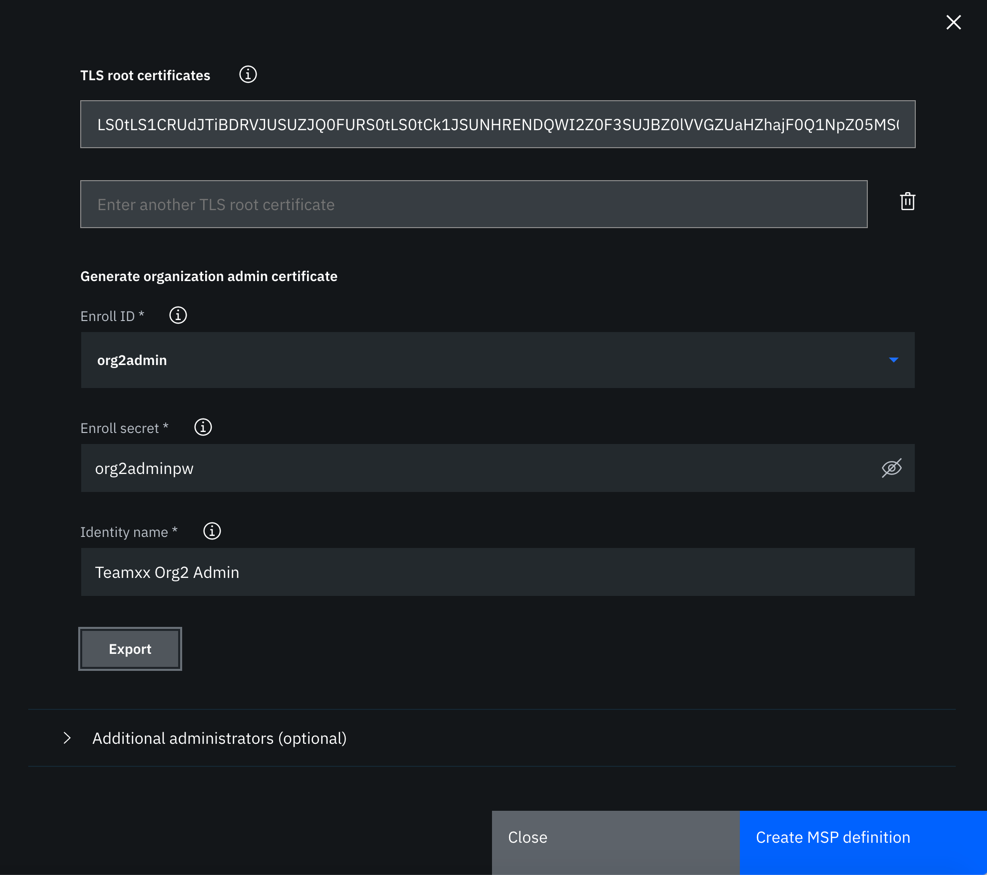 TLS root certificates
LS0tLS1CRUdJTiBDRVJUSUZJQ0FURS0tLS0tCk1JSUNHRENDQWI2Z0F3SUJBZ0lVVGZUaHZhajF0Q1NpZ05MS
Enter another TLS root certificate
Generate organization admin certificate
Enroll ID *
org2admin
Enroll secret *
org2adminpw
Identity name *
Teamxx Org2 Admin
Export
Additional administrators (optional)
Close
Create MSP definition